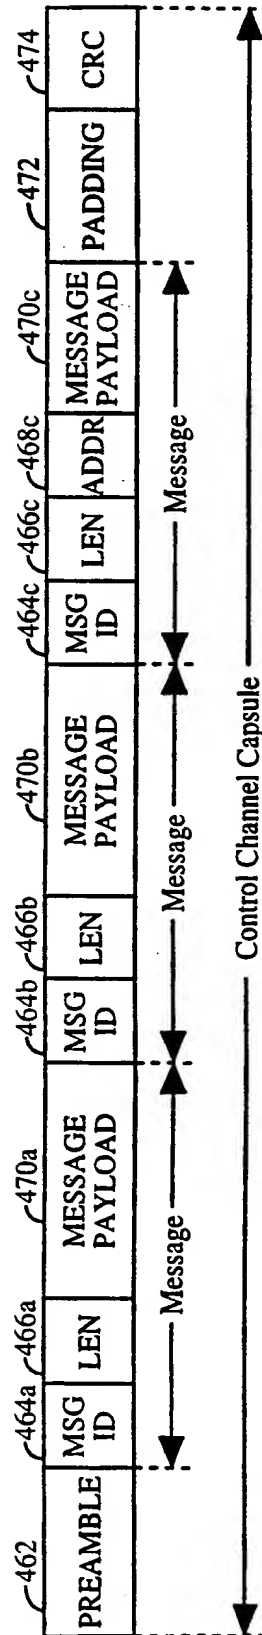 462
464a
466a
470a
464b
466b
470b
464c
466c
468c
470c
472
474
PREAMBLE
MSG
ID
LEN
MESSAGE
PAYLOAD
MSG
ID
LEN
MESSAGE
PAYLOAD
MSG
ID
LEN
ADDR
MESSAGE
PAYLOAD
PADDING
CRC
Message
Message
Message
Control Channel Capsule